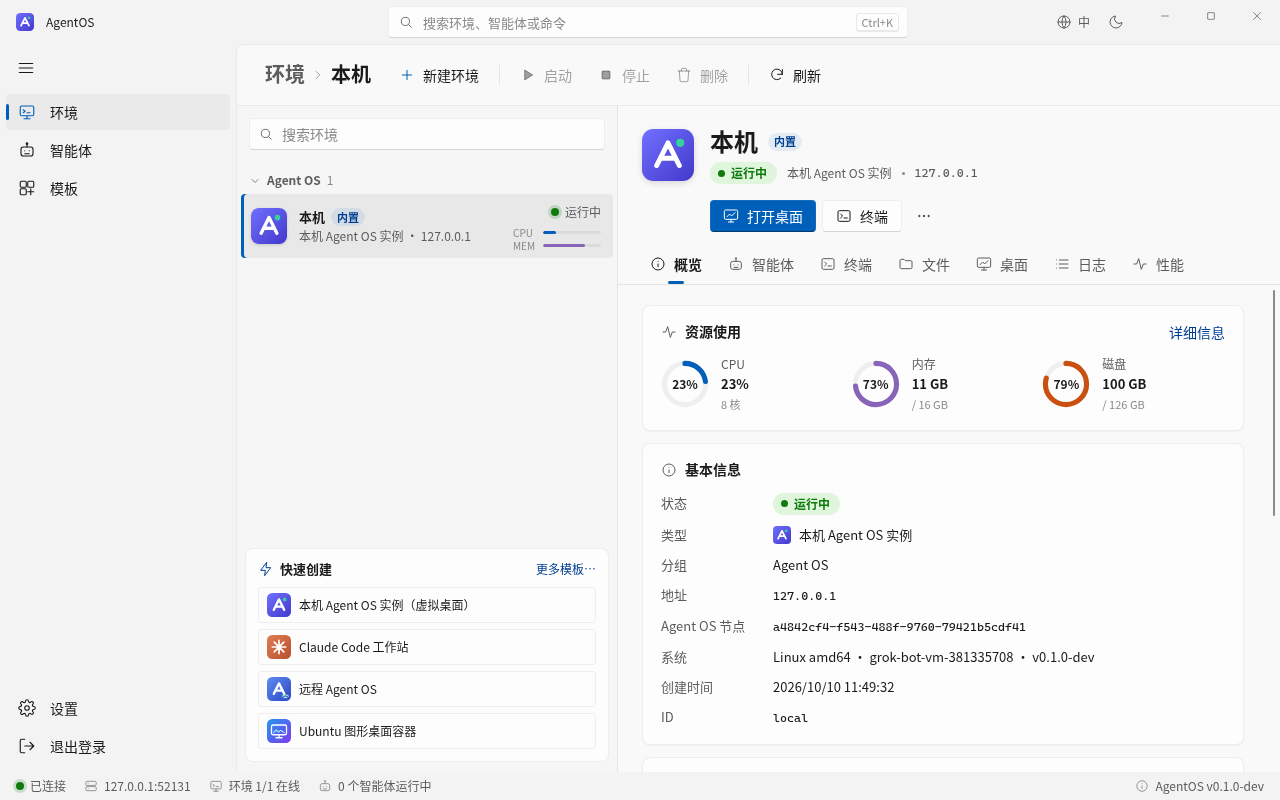 AgentOS
搜索环境、智能体或命令
Ctrl+K
中
环境
智能体
模板
设置
退出登录
环境 本机
新建环境
启动
停止
删除
刷新
搜索环境
Agent OS 1
本机 内置
运行中
本机 Agent OS 实例 • 127.0.0.1
CPU
MEM
快速创建
更多模板…
本机 Agent OS 实例（虚拟桌面）
Claude Code 工作站
远程 Agent OS
Ubuntu 图形桌面容器
本机 内置
运行中 本机 Agent OS 实例 • 127.0.0.1
打开桌面
终端
概览
智能体
终端
文件
桌面
日志
性能
资源使用
详细信息
23%
CPU
23%
8 核
73%
内存
11 GB
/ 16 GB
79%
磁盘
100 GB
/ 126 GB
基本信息
状态 运行中
类型 本机 Agent OS 实例
分组 Agent OS
地址 127.0.0.1
Agent OS 节点 a4842cf4-f543-488f-9760-79421b5cdf41
系统 Linux amd64 • grok-bot-vm-381335708 • v0.1.0-dev
创建时间 2026/10/10 11:49:32
ID local
已连接
127.0.0.1:52131
环境 1/1 在线
0 个智能体运行中
AgentOS v0.1.0-dev